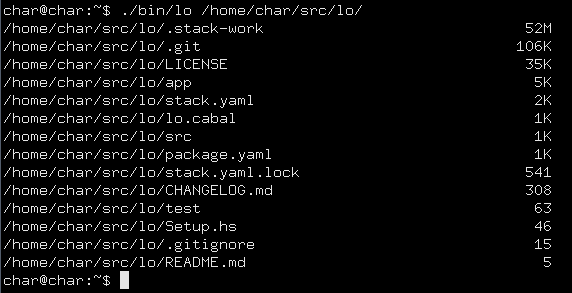 char@char:~$ ./bin/lo /home/char/src/lo/
/home/char/src/lo/.stack-work 52M
/home/char/src/lo/.git 106K
/home/char/src/lo/LICENSE 35K
/home/char/src/lo/app 5K
/home/char/src/lo/stack.yaml 2K
/home/char/src/lo/lo.cabal 1K
/home/char/src/lo/src 1K
/home/char/src/lo/package.yaml 1K
/home/char/src/lo/stack.yaml.lock 541
/home/char/src/lo/CHANGELOG.md 308
/home/char/src/lo/test 63
/home/char/src/lo/Setup.hs 46
/home/char/src/lo/.gitignore 15
/home/char/src/lo/README.md 5
char@char:~$